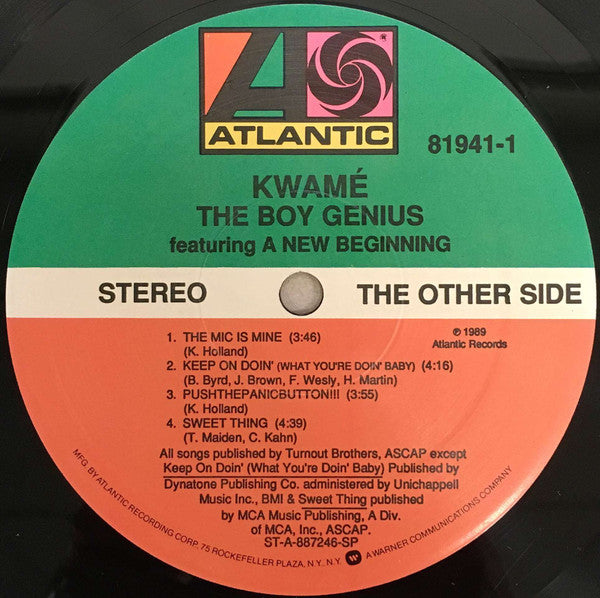 ATLANTIC
81941-1
KWAMÉ
THE BOY GENIUS
featuring A NEW BEGINNING
STEREO
THE OTHER SIDE
℗ 1989
Atlantic Records
1. THE MIC IS MINE (3:46)
(K. Holland)
2. KEEP ON DOIN' (WHAT YOU'RE DOIN' BABY) (4:16)
(B. Byrd, J. Brown, F. Wesly, H. Martin)
3. PUSHTHEPANICBUTTON!!! (3:55)
(K. Holland)
4. SWEET THING (4:39)
(T. Maiden, C. Kahn)
All songs published by Turnout Brothers, ASCAP except
Keep On Doin' (What You're Doin' Baby) Published by
Dynatone Publishing Co. administered by Unichappell
Music Inc., BMI & Sweet Thing published
by MCA Music Publishing, A Div.
of MCA, Inc., ASCAP.
ST-A-887246-SP
MFG. BY ATLANTIC RECORDING CORP. 75 ROCKEFELLER PLAZA, N.Y., N.Y. A WARNER COMMUNICATIONS COMPANY